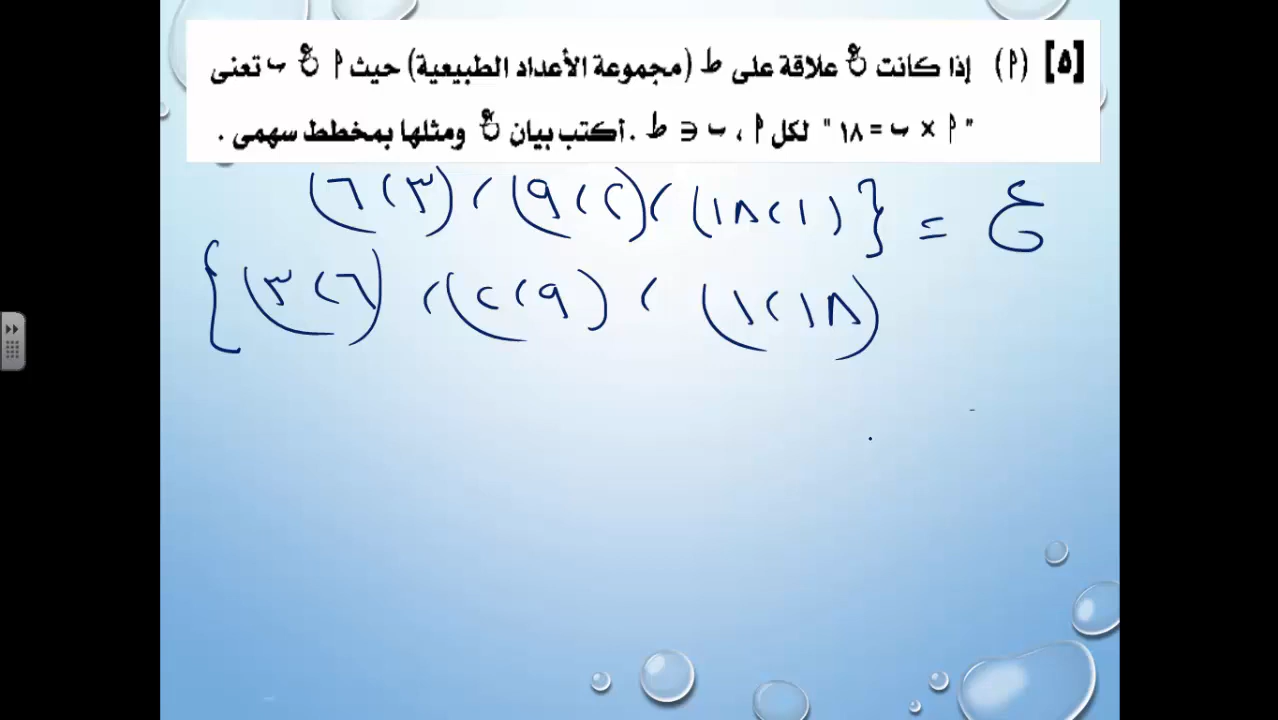 [٥] (أ) إذا كانت ع علاقة على ط (مجموعة الأعداد الطبيعية) حيث أ ع ب تعنى
" أ × ب = ١٨ " لكل أ ، ب ∈ ط . أكتب بيان ع ومثلها بمخطط سهمى .
ع = { (١ ، ١٨) ، (٢ ، ٩) ، (٣ ، ٦)
(١٨ ، ١) ، (٩ ، ٢) ، (٦ ، ٣) }